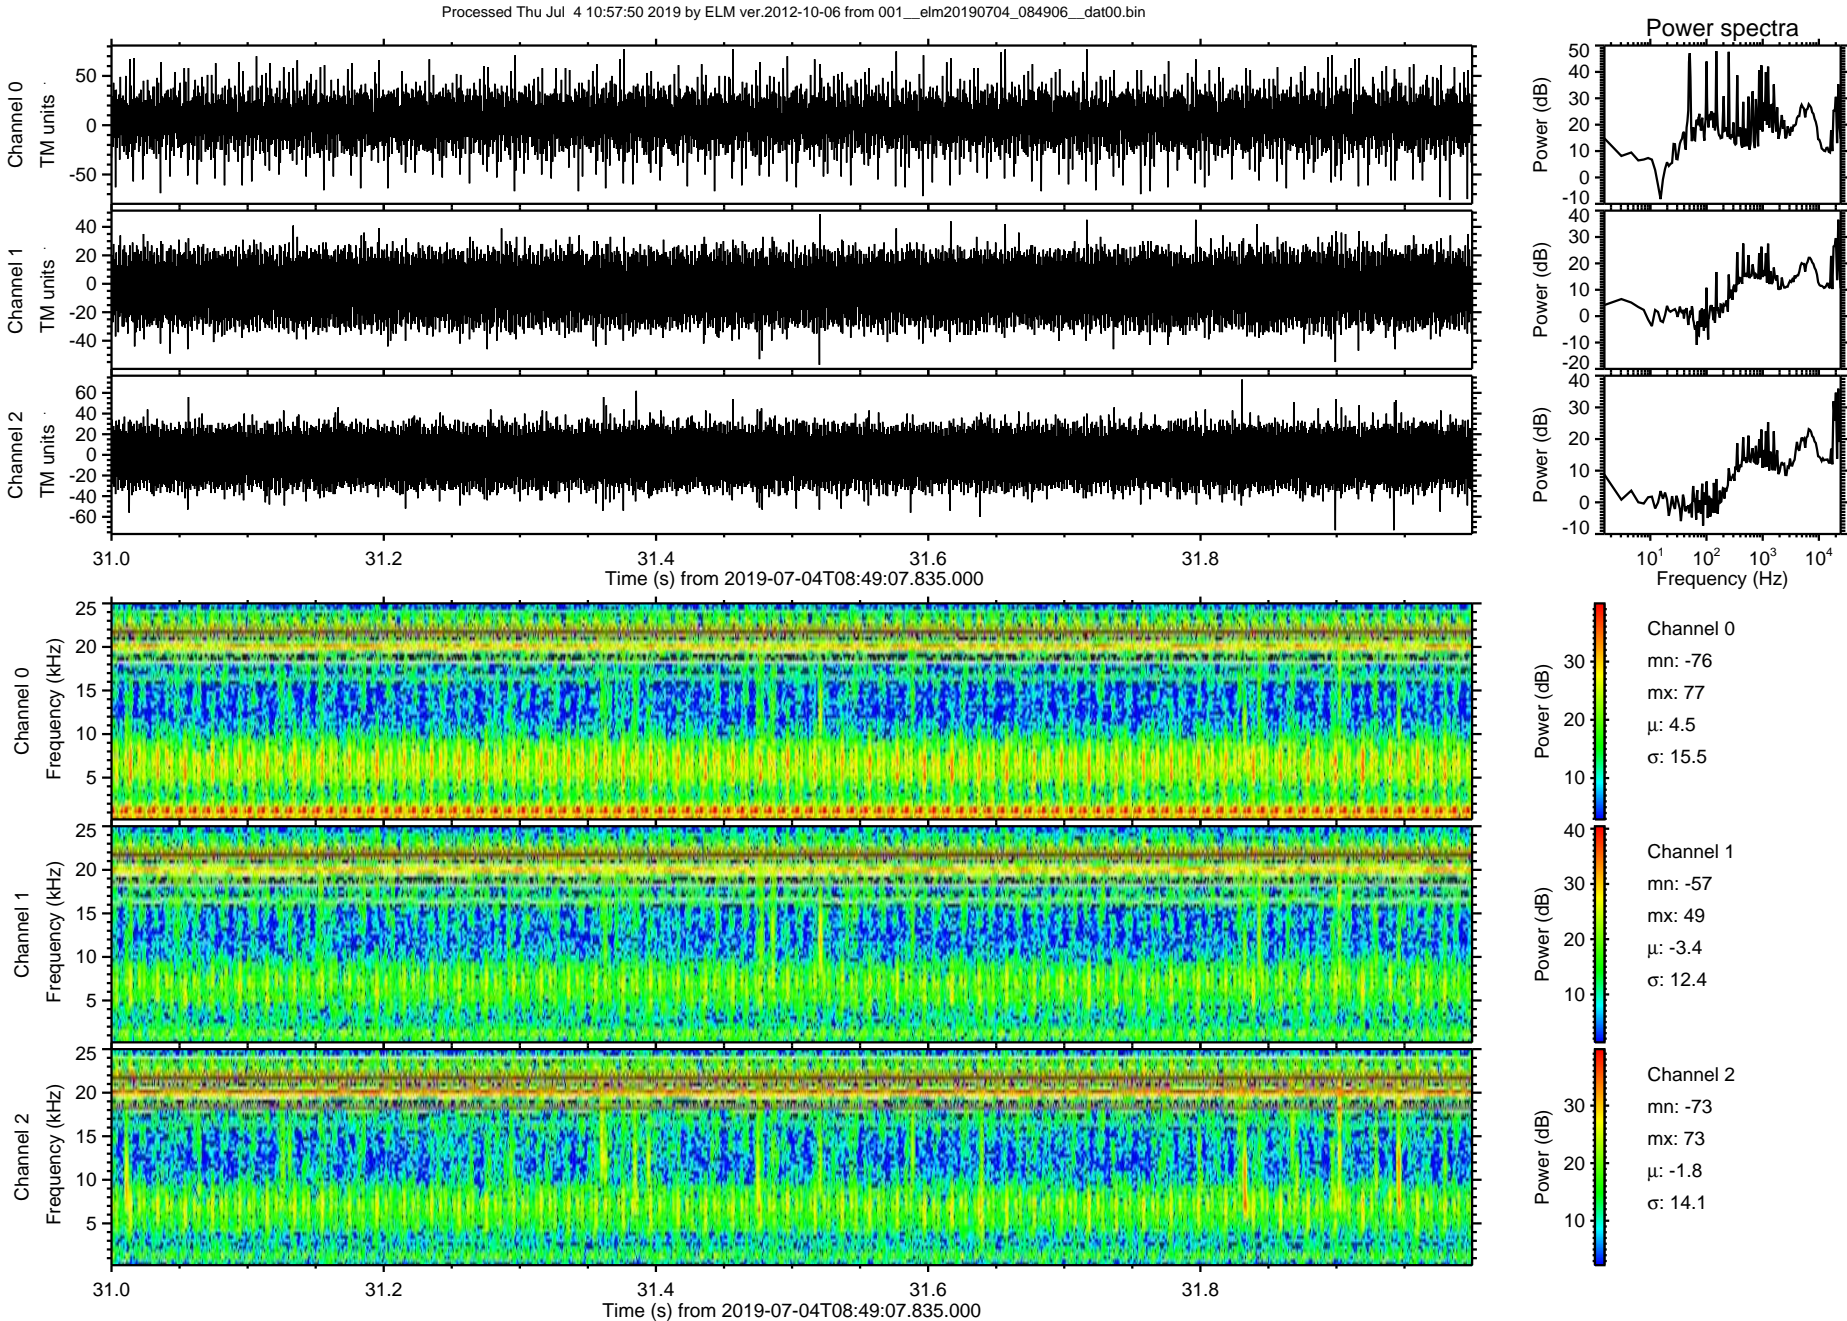 Processed Thu Jul  4 10:57:50 2019 by ELM ver.2012-10-06 from 001__elm20190704_084906__dat00.bin
Power spectra
Channel 0
TM units
50
0
-50
Power (dB)
50
40
30
20
10
0
-10
Channel 1
TM units
40
20
0
-20
-40
Power (dB)
40
30
20
10
0
-10
-20
Channel 2
TM units
60
40
20
0
-20
-40
-60
Power (dB)
40
30
20
10
0
-10
31.0 31.2 31.4 31.6 31.8
Time (s) from 2019-07-04T08:49:07.835.000
10^1 10^2 10^3 10^4
Frequency (Hz)
Channel 0
Frequency (kHz)
25
20
15
10
5
Power (dB)
30
20
10
Channel 0
mn: -76
mx: 77
μ: 4.5
σ: 15.5
Channel 1
Frequency (kHz)
25
20
15
10
5
Power (dB)
40
30
20
10
Channel 1
mn: -57
mx: 49
μ: -3.4
σ: 12.4
Channel 2
Frequency (kHz)
25
20
15
10
5
Power (dB)
30
20
10
Channel 2
mn: -73
mx: 73
μ: -1.8
σ: 14.1
31.0 31.2 31.4 31.6 31.8
Time (s) from 2019-07-04T08:49:07.835.000